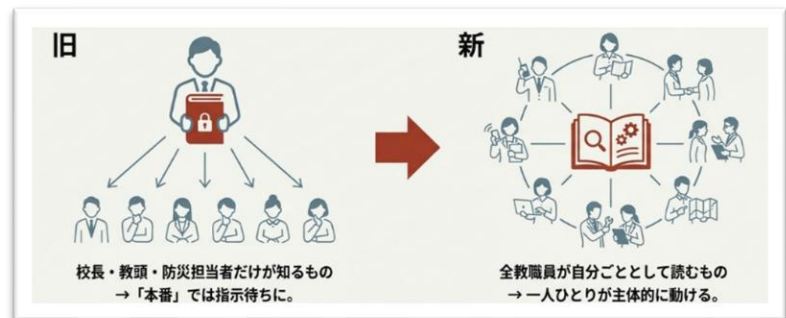 旧
校長・教頭・防災担当者だけが知るもの
→「本番」では指示待ちに。
新
全教職員が自分ごととして読むもの
→ 一人ひとりが主体的に動ける。